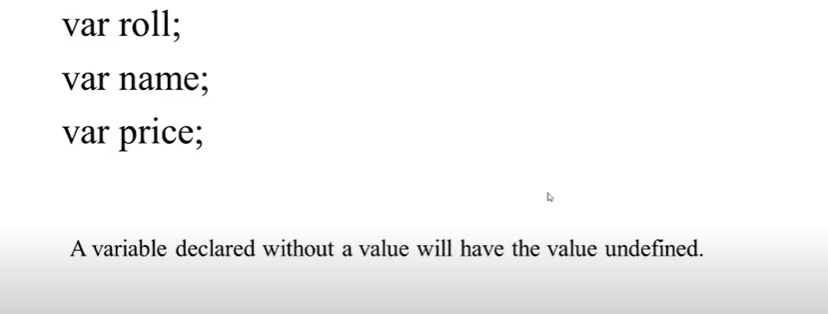 var roll;
var name;
var price;
A variable declared without a value will have the value undefined.